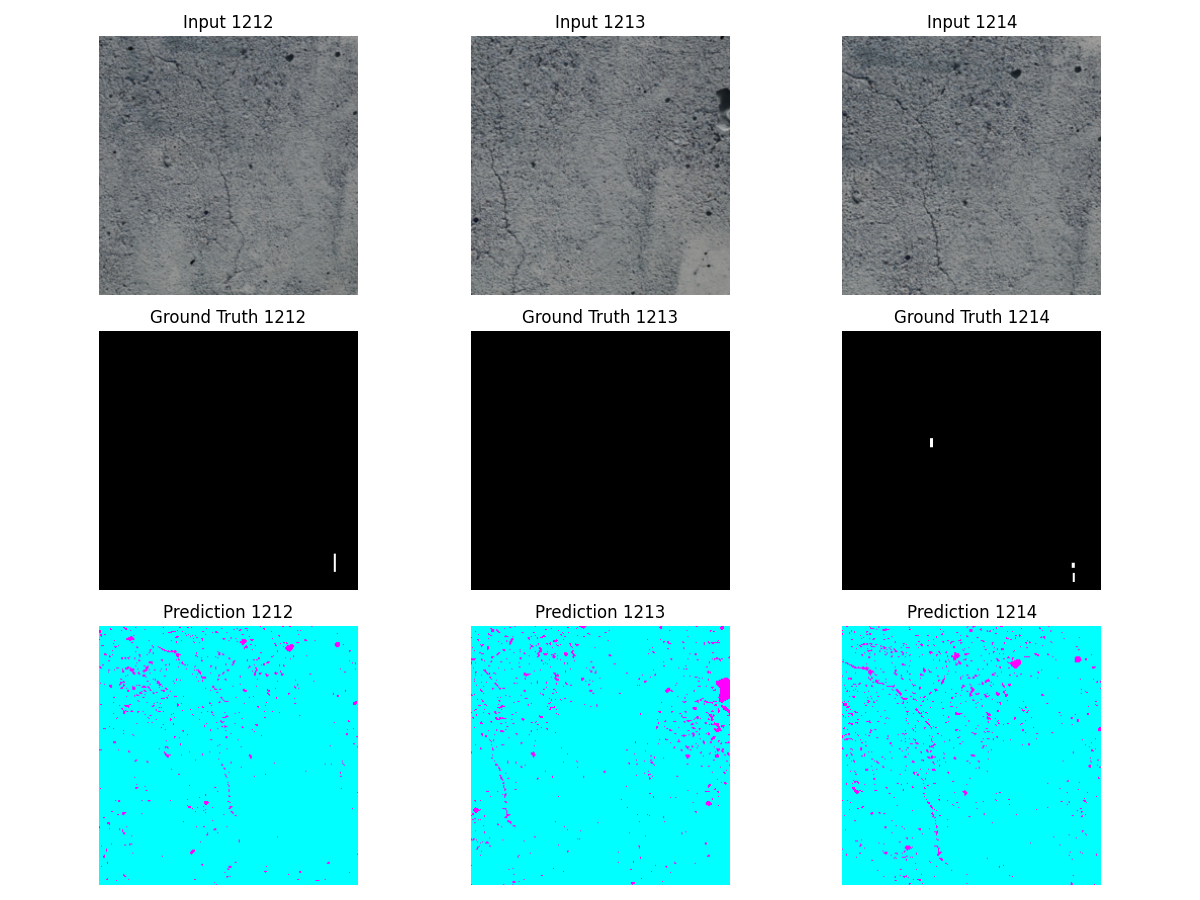 Input 1212
Input 1213
Input 1214
Ground Truth 1212
Ground Truth 1213
Ground Truth 1214
Prediction 1212
Prediction 1213
Prediction 1214